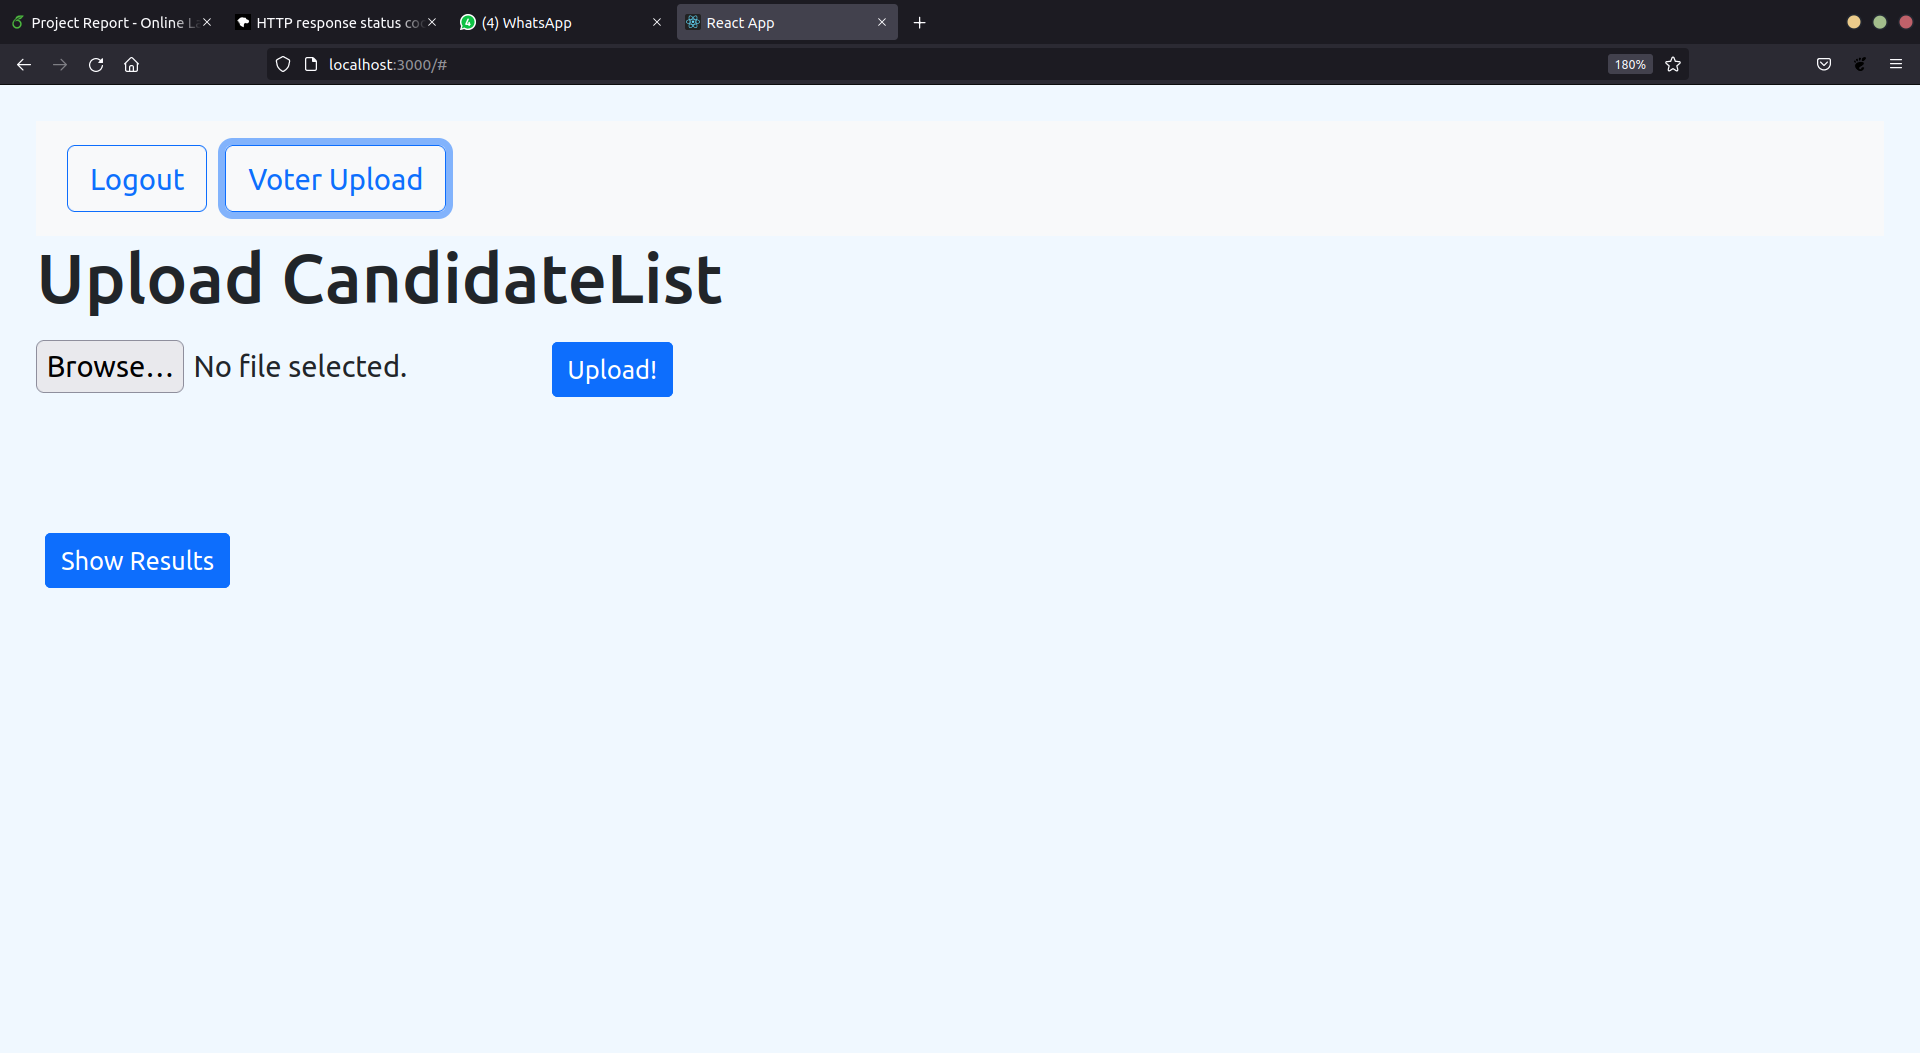 Project Report - Online L
HTTP response status co
4 (4) WhatsApp
React App
localhost:3000/#
180%
Logout
Voter Upload
Upload CandidateList
Browse... No file selected.
Upload!
Show Results